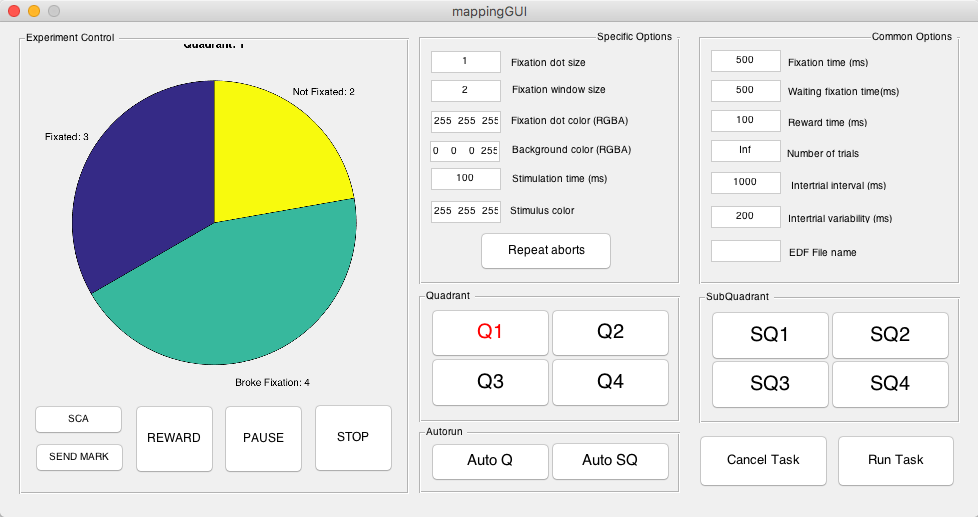 mappingGUI
Experiment Control
Quadrant: 1
Not Fixated: 2
Fixated: 3
Broke Fixation: 4
SCA
SEND MARK
REWARD
PAUSE
STOP
Specific Options
1 Fixation dot size
2 Fixation window size
255 255 255 Fixation dot color (RGBA)
0 0 0 255 Background color (RGBA)
100 Stimulation time (ms)
255 255 255 Stimulus color
Repeat aborts
Common Options
500 Fixation time (ms)
500 Waiting fixation time(ms)
100 Reward time (ms)
Inf Number of trials
1000 Intertrial interval (ms)
200 Intertrial variability (ms)
EDF File name
Quadrant
Q1 Q2
Q3 Q4
SubQuadrant
SQ1 SQ2
SQ3 SQ4
Autorun
Auto Q Auto SQ
Cancel Task Run Task